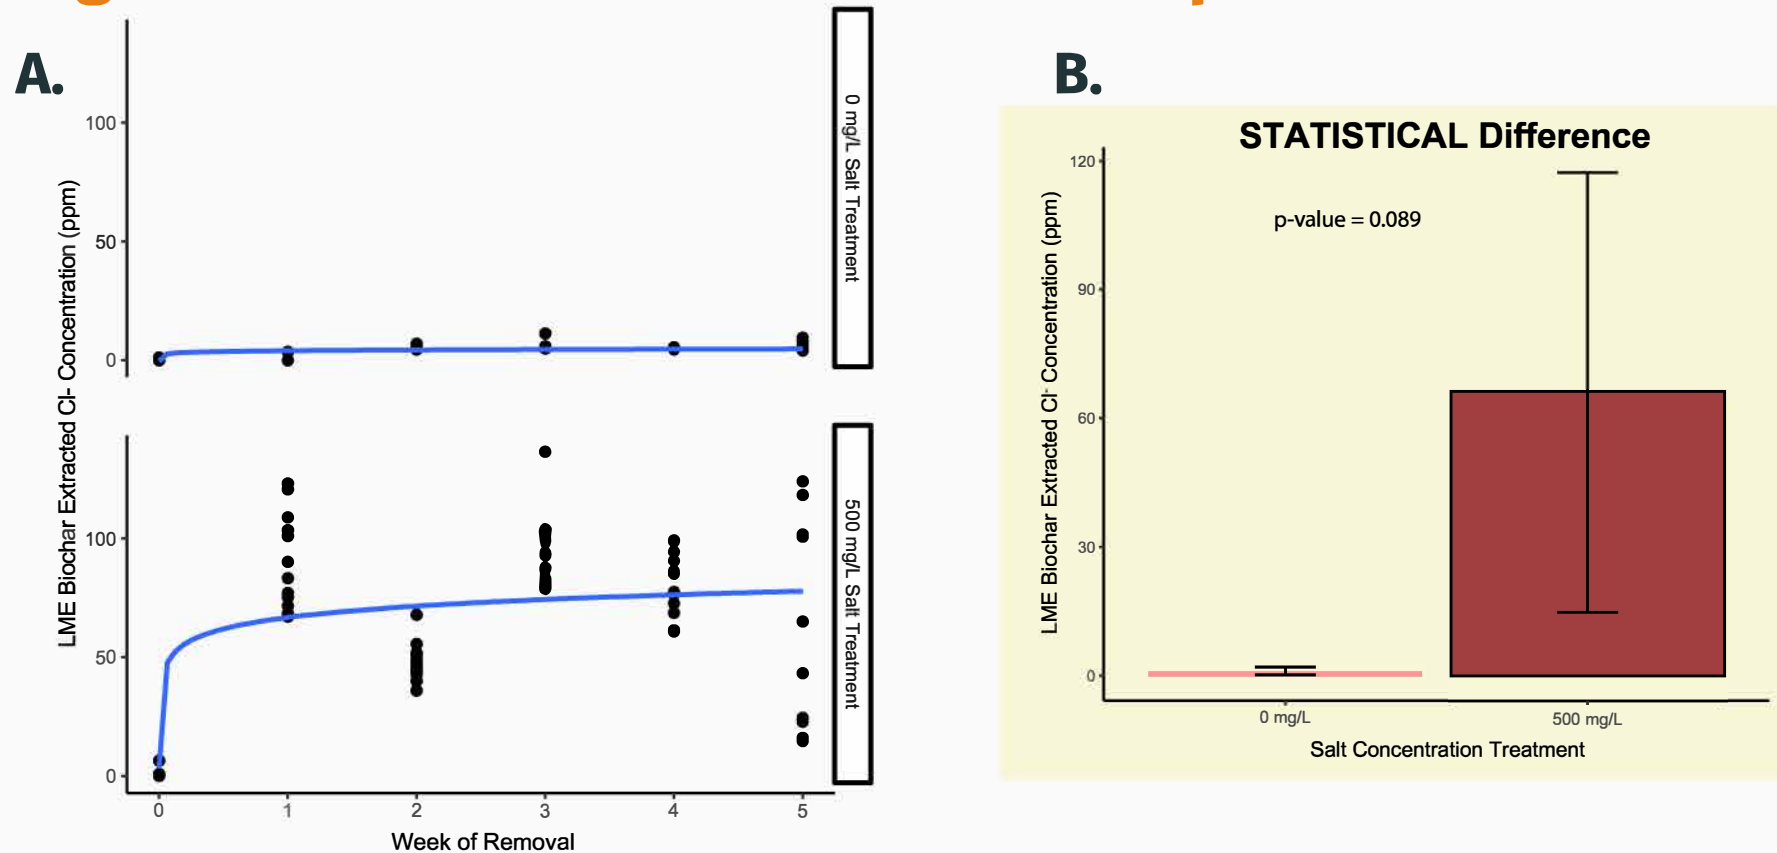 A.
LME Biochar Extracted Cl- Concentration (ppm)
100
50
0
0 mg/L Salt Treatment
100
50
0
500 mg/L Salt Treatment
0 1 2 3 4 5
Week of Removal
B.
STATISTICAL Difference
p-value = 0.089
LME Biochar Extracted Cl⁻ Concentration (ppm)
120
90
60
30
0
0 mg/L 500 mg/L
Salt Concentration Treatment